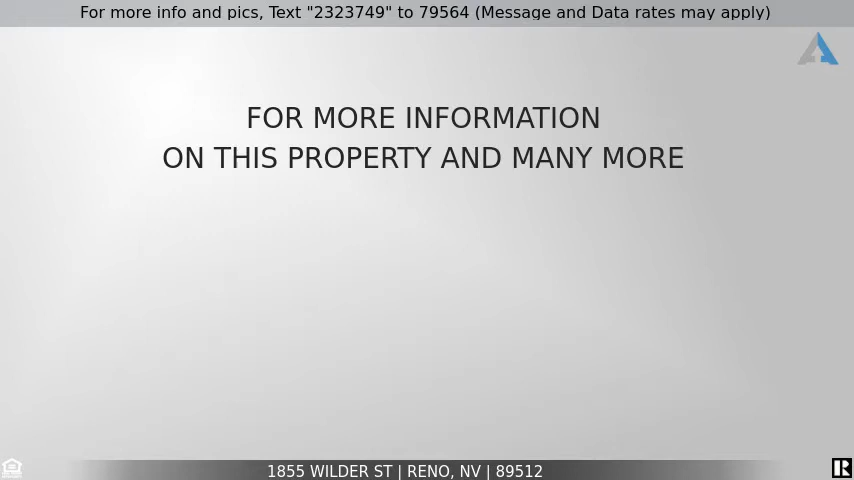 For more info and pics, Text "2323749" to 79564 (Message and Data rates may apply)
FOR MORE INFORMATION
ON THIS PROPERTY AND MANY MORE
1855 WILDER ST | RENO, NV | 89512